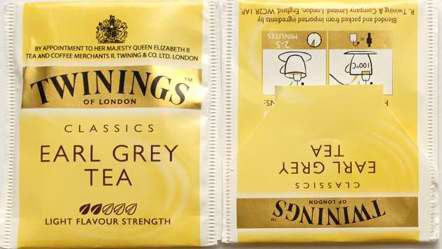 BY APPOINTMENT TO HER MAJESTY QUEEN ELIZABETH II
TEA AND COFFEE MERCHANTS R. TWINING & CO. LTD. LONDON
TWININGS™
OF LONDON
CLASSICS
EARL GREY
TEA
LIGHT FLAVOUR STRENGTH
TWININGS
OF LONDON
CLASSICS
EARL GREY
TEA
100°C
2-5
MINUTES
Blended and packed from imported ingredients by
R. Twining & Company Limited, London, England, WC2R 1AP